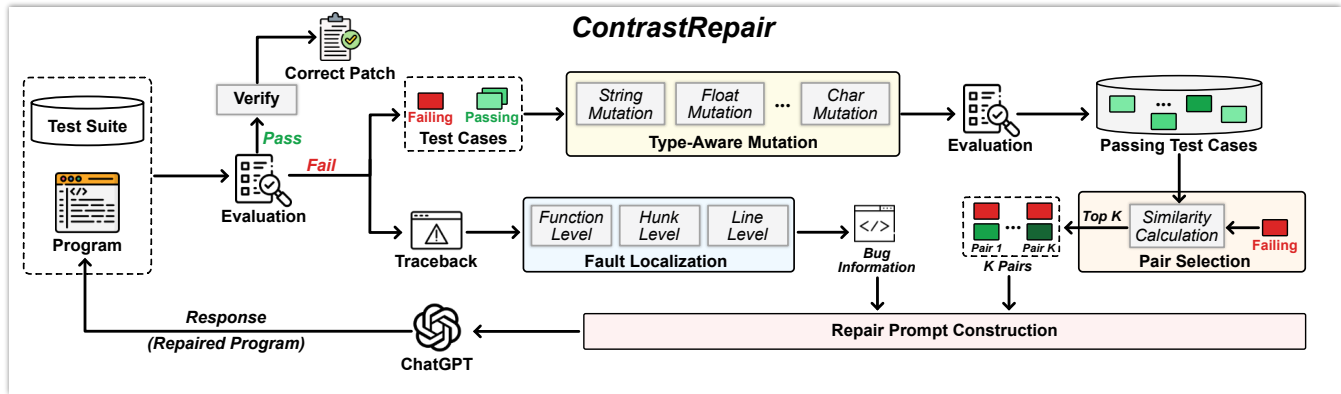 ContrastRepair
Correct Patch
Verify
Test Suite
Pass
Program
Evaluation
Fail
Failing
Passing
Test Cases
String
Mutation
Float
Mutation
...
Char
Mutation
Type-Aware Mutation
Evaluation
...
Passing Test Cases
Traceback
Function
Level
Hunk
Level
Line
Level
Fault Localization
</>
Bug
Information
...
Pair 1
Pair K
K Pairs
Top K
Similarity
Calculation
Failing
Pair Selection
Repair Prompt Construction
ChatGPT
Response
(Repaired Program)